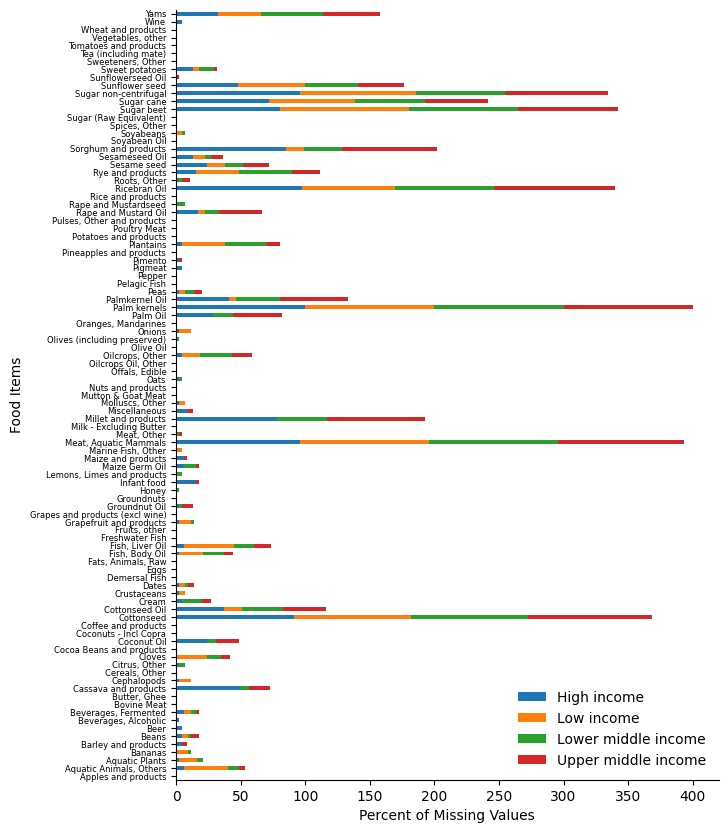 Yams
Wine
Wheat and products
Vegetables, other
Tomatoes and products
Tea (including mate)
Sweeteners, Other
Sweet potatoes
Sunflowerseed Oil
Sunflower seed
Sugar non-centrifugal
Sugar cane
Sugar beet
Sugar (Raw Equivalent)
Spices, Other
Soyabeans
Soyabean Oil
Sorghum and products
Sesameseed Oil
Sesame seed
Rye and products
Roots, Other
Ricebran Oil
Rice and products
Rape and Mustardseed
Rape and Mustard Oil
Pulses, Other and products
Poultry Meat
Potatoes and products
Plantains
Pineapples and products
Pimento
Pigmeat
Pepper
Pelagic Fish
Peas
Palmkernel Oil
Palm kernels
Palm Oil
Oranges, Mandarines
Onions
Olives (including preserved)
Olive Oil
Oilcrops, Other
Oilcrops Oil, Other
Offals, Edible
Oats
Nuts and products
Mutton & Goat Meat
Molluscs, Other
Miscellaneous
Millet and products
Milk - Excluding Butter
Meat, Other
Meat, Aquatic Mammals
Marine Fish, Other
Maize and products
Maize Germ Oil
Lemons, Limes and products
Infant food
Honey
Groundnuts
Groundnut Oil
Grapes and products (excl wine)
Grapefruit and products
Fruits, other
Freshwater Fish
Fish, Liver Oil
Fish, Body Oil
Fats, Animals, Raw
Eggs
Demersal Fish
Dates
Crustaceans
Cream
Cottonseed Oil
Cottonseed
Coffee and products
Coconuts - Incl Copra
Coconut Oil
Cocoa Beans and products
Cloves
Citrus, Other
Cereals, Other
Cephalopods
Cassava and products
Butter, Ghee
Bovine Meat
Beverages, Fermented
Beverages, Alcoholic
Beer
Beans
Barley and products
Bananas
Aquatic Plants
Aquatic Animals, Others
Apples and products
Food Items
High income
Low income
Lower middle income
Upper middle income
0 50 100 150 200 250 300 350 400
Percent of Missing Values